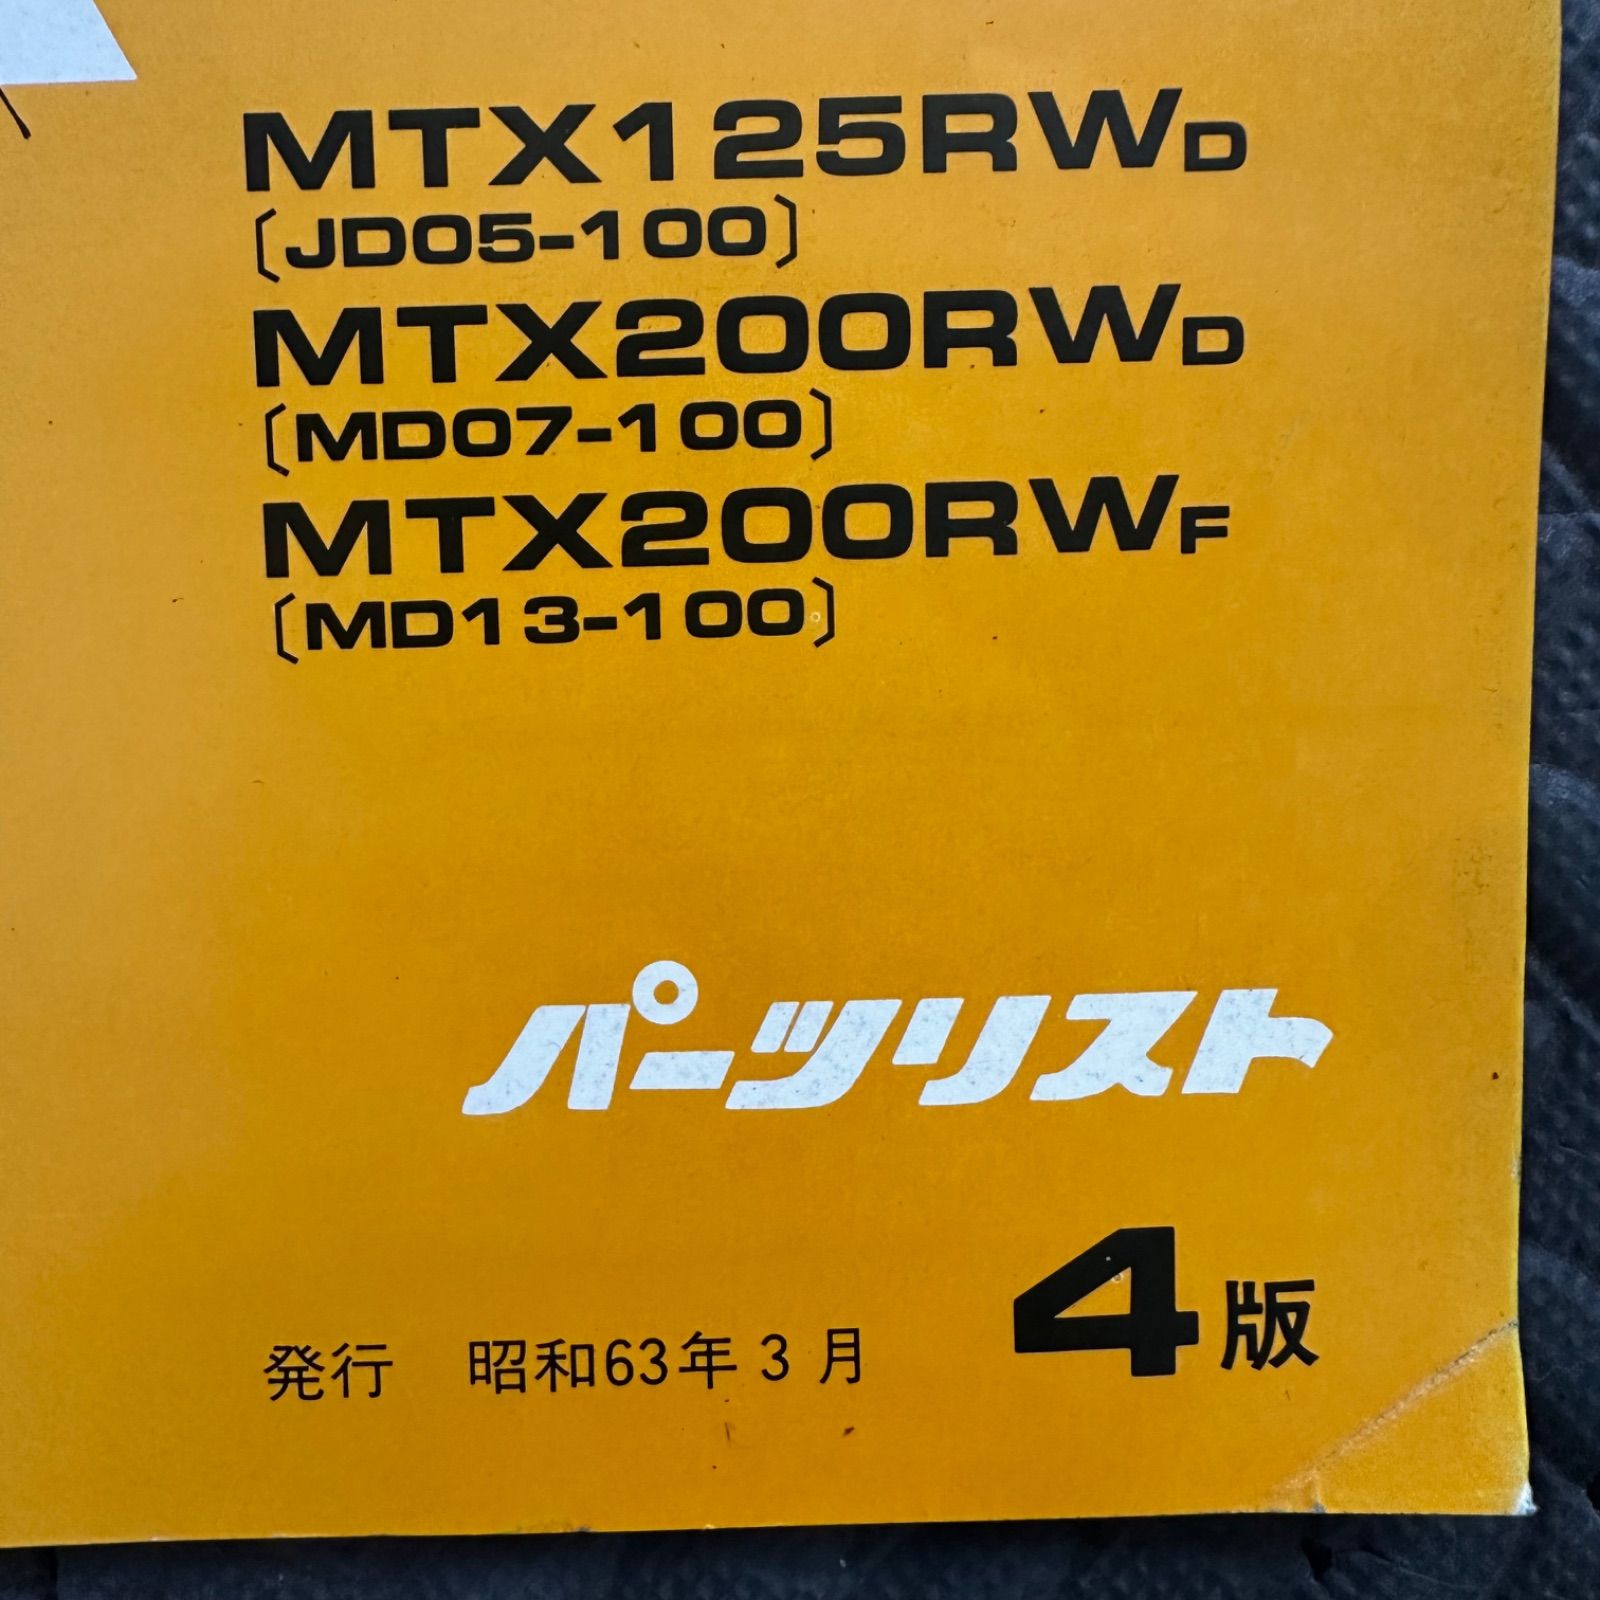 MTX125RWD
〔JD05-100〕
MTX200RWD
〔MD07-100〕
MTX200RWF
〔MD13-100〕
パーツリスト
4版
発行 昭和63年3月